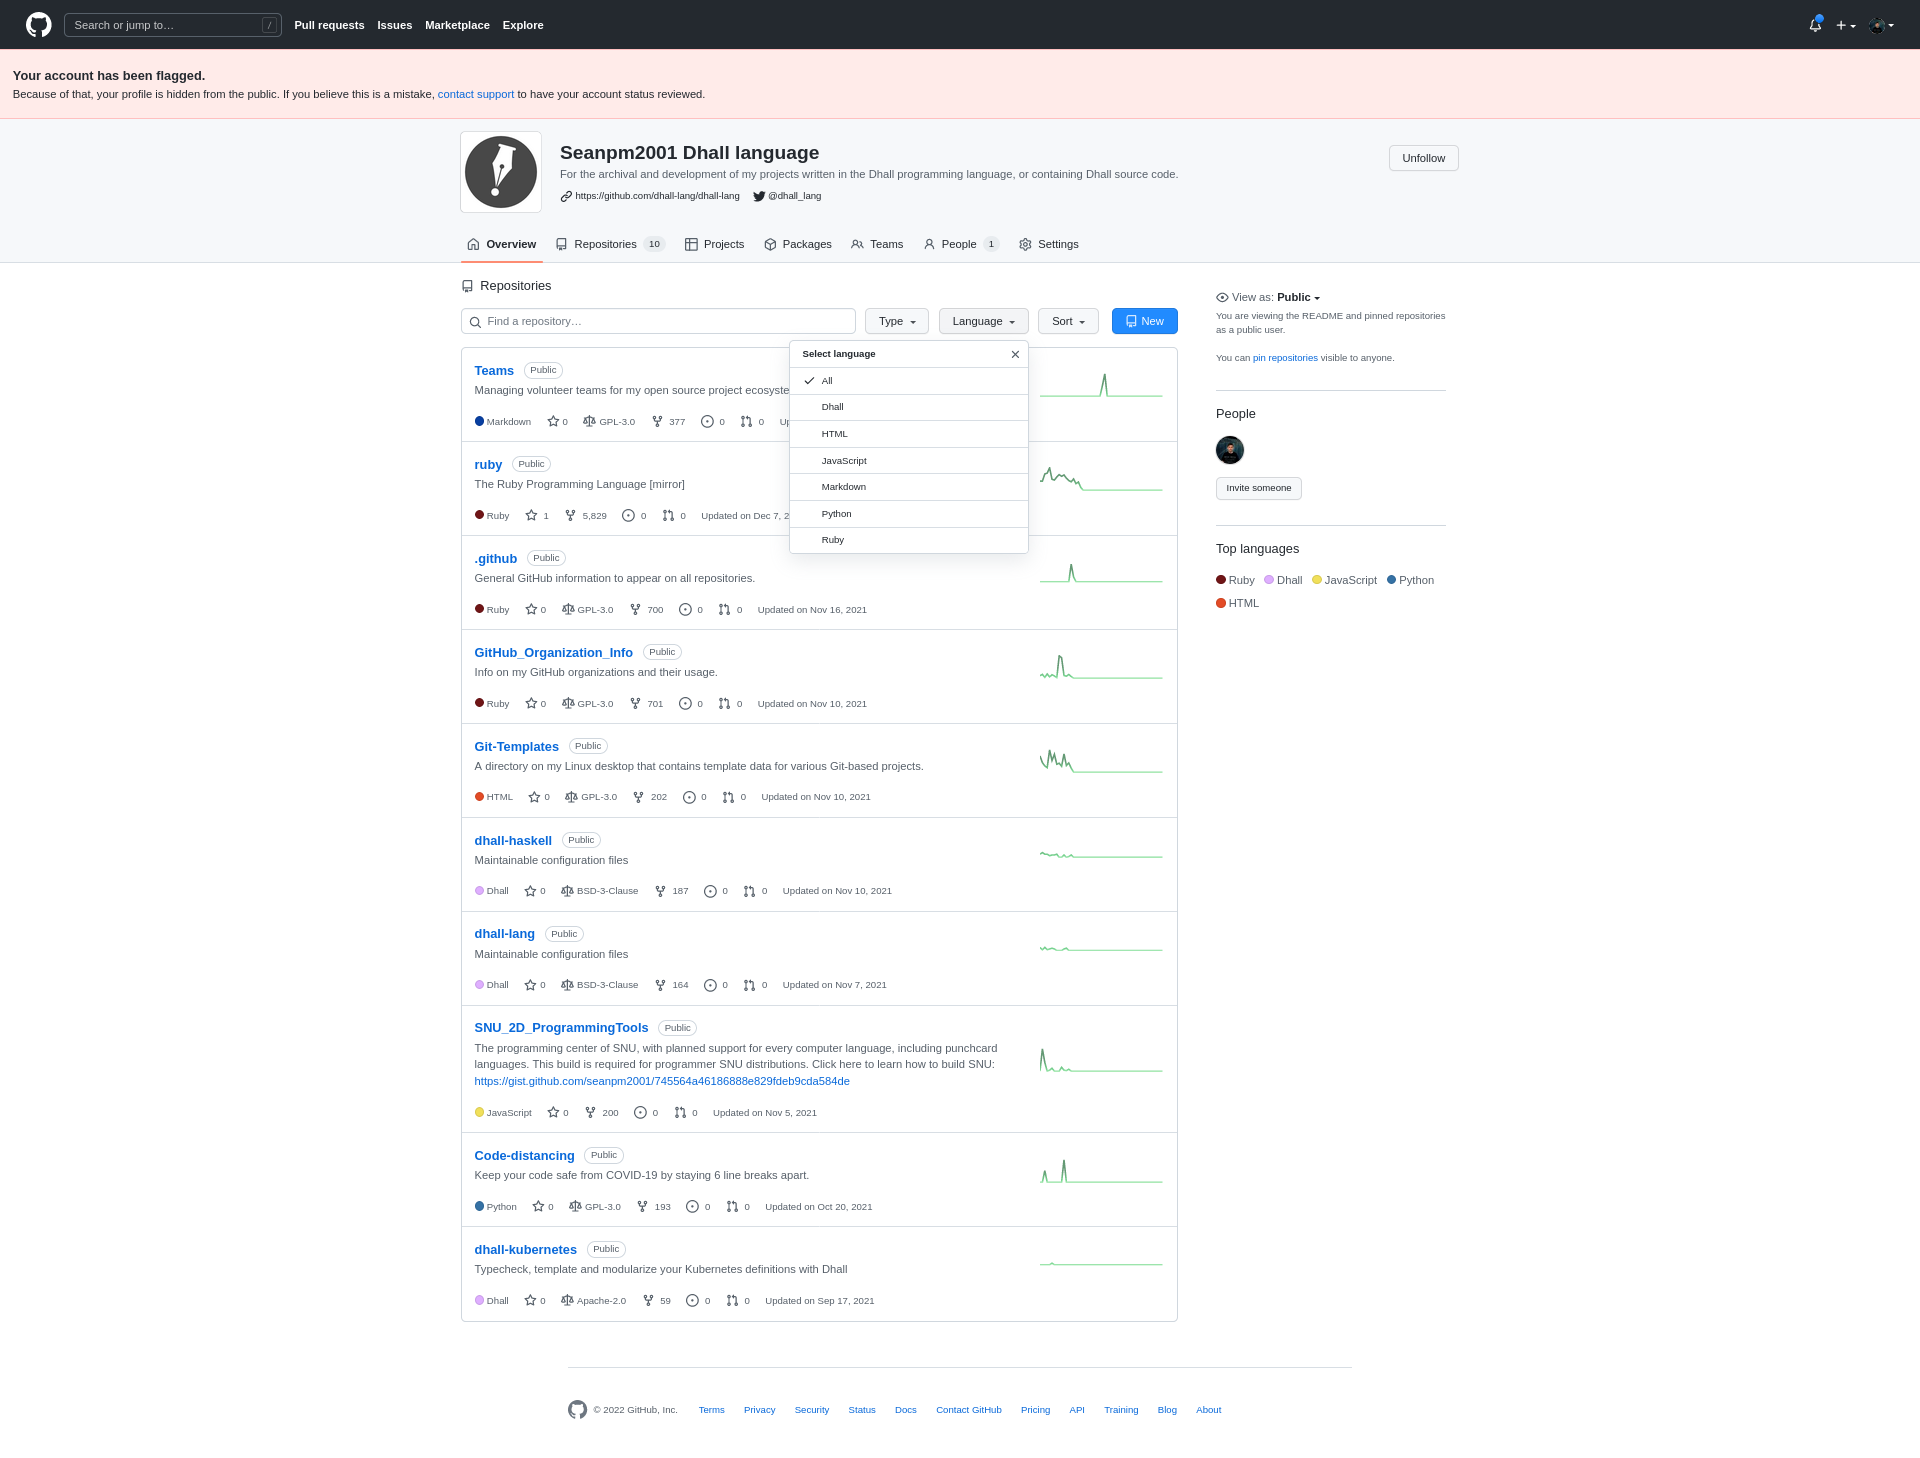 Search or jump to…
/
Pull requests
Issues
Marketplace
Explore
Your account has been flagged.
Because of that, your profile is hidden from the public. If you believe this is a mistake, contact support to have your account status reviewed.
Seanpm2001 Dhall language
Unfollow
For the archival and development of my projects written in the Dhall programming language, or containing Dhall source code.
https://github.com/dhall-lang/dhall-lang @dhall_lang
Overview
Repositories 10
Projects
Packages
Teams
People 1
Settings
Repositories
Find a repository…
Type
Language
Sort
New
Select language
All
Dhall
HTML
JavaScript
Markdown
Python
Ruby
Teams Public
Managing volunteer teams for my open source project ecosyste
Markdown 0 GPL-3.0 377 0 0
ruby Public
The Ruby Programming Language [mirror]
Ruby 1 5,829 0 0 Updated on Dec 7, 2
.github Public
General GitHub information to appear on all repositories.
Ruby 0 GPL-3.0 700 0 0 Updated on Nov 16, 2021
GitHub_Organization_Info Public
Info on my GitHub organizations and their usage.
Ruby 0 GPL-3.0 701 0 0 Updated on Nov 10, 2021
Git-Templates Public
A directory on my Linux desktop that contains template data for various Git-based projects.
HTML 0 GPL-3.0 202 0 0 Updated on Nov 10, 2021
dhall-haskell Public
Maintainable configuration files
Dhall 0 BSD-3-Clause 187 0 0 Updated on Nov 10, 2021
dhall-lang Public
Maintainable configuration files
Dhall 0 BSD-3-Clause 164 0 0 Updated on Nov 7, 2021
SNU_2D_ProgrammingTools Public
The programming center of SNU, with planned support for every computer language, including punchcard
languages. This build is required for programmer SNU distributions. Click here to learn how to build SNU:
https://gist.github.com/seanpm2001/745564a46186888e829fdeb9cda584de
JavaScript 0 200 0 0 Updated on Nov 5, 2021
Code-distancing Public
Keep your code safe from COVID-19 by staying 6 line breaks apart.
Python 0 GPL-3.0 193 0 0 Updated on Oct 20, 2021
dhall-kubernetes Public
Typecheck, template and modularize your Kubernetes definitions with Dhall
Dhall 0 Apache-2.0 59 0 0 Updated on Sep 17, 2021
View as: Public
You are viewing the README and pinned repositories
as a public user.
You can pin repositories visible to anyone.
People
Invite someone
Top languages
Ruby Dhall JavaScript Python
HTML
© 2022 GitHub, Inc.
Terms
Privacy
Security
Status
Docs
Contact GitHub
Pricing
API
Training
Blog
About